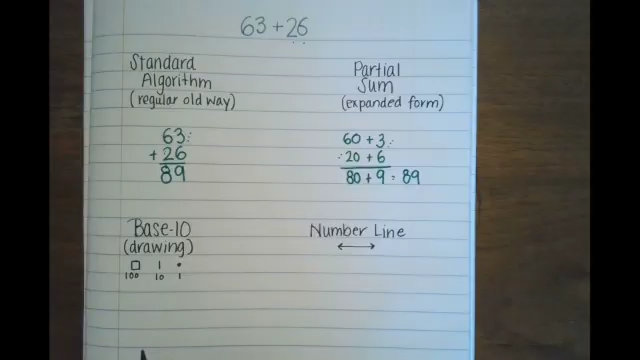 63 + 26
Standard
Algorithm
(regular old way)
63
+ 26
89
Partial
Sum
(expanded form)
60 + 3
20 + 6
80 + 9 = 89
Base-10
(drawing)
100 10 1
Number Line